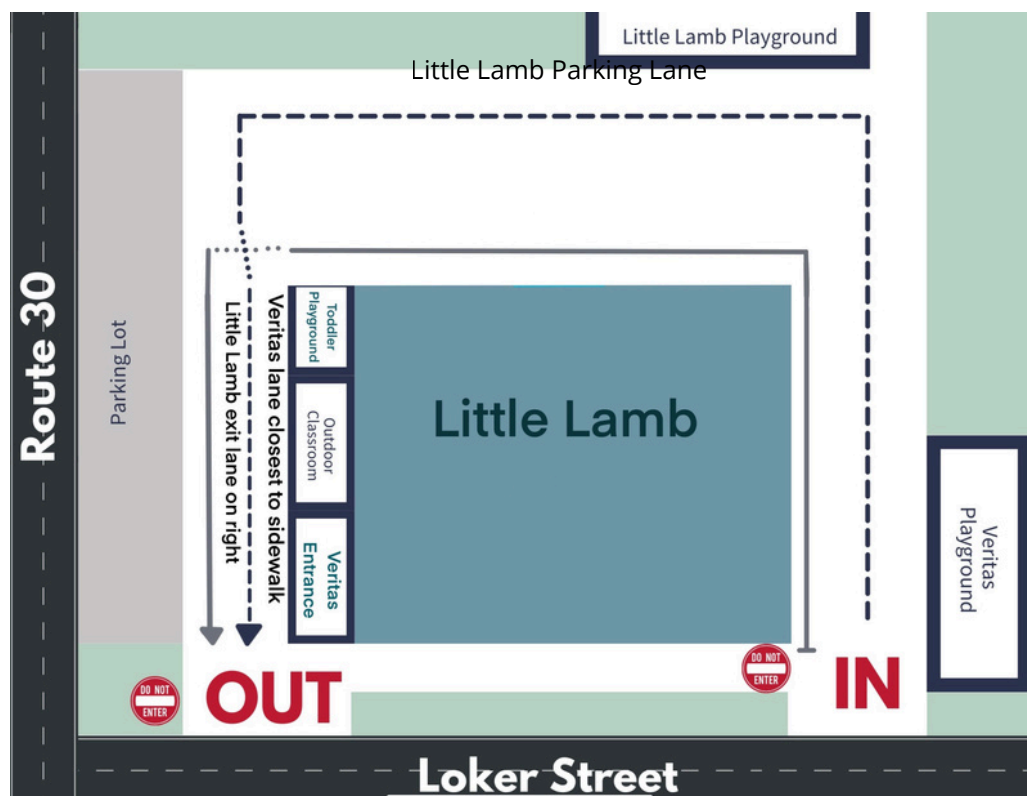 Little Lamb Playground
Little Lamb Parking Lane
Route 30
Parking Lot
Little Lamb exit lane on right
Veritas lane closest to sidewalk
Toddler
Playground
Outdoor
Classroom
Veritas
Entrance
Little Lamb
Veritas
Playground
DO NOT
ENTER
OUT
DO NOT
ENTER
IN
Loker Street